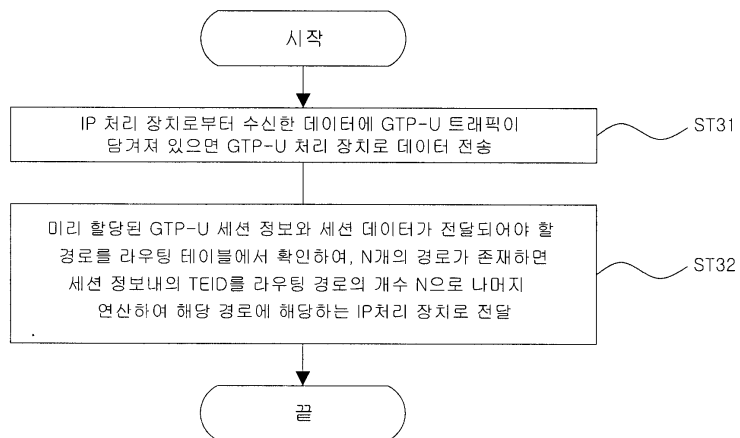 시작
IP 처리 장치로부터 수신한 데이터에 GTP-U 트래픽이
담겨져 있으면 GTP-U 처리 장치로 데이터 전송
ST31
미리 할당된 GTP-U 세션 정보와 세션 데이터가 전달되어야 할
경로를 라우팅 테이블에서 확인하여, N개의 경로가 존재하면
세션 정보내의 TEID를 라우팅 경로의 개수 N으로 나머지
연산하여 해당 경로에 해당하는 IP처리 장치로 전달
ST32
끝